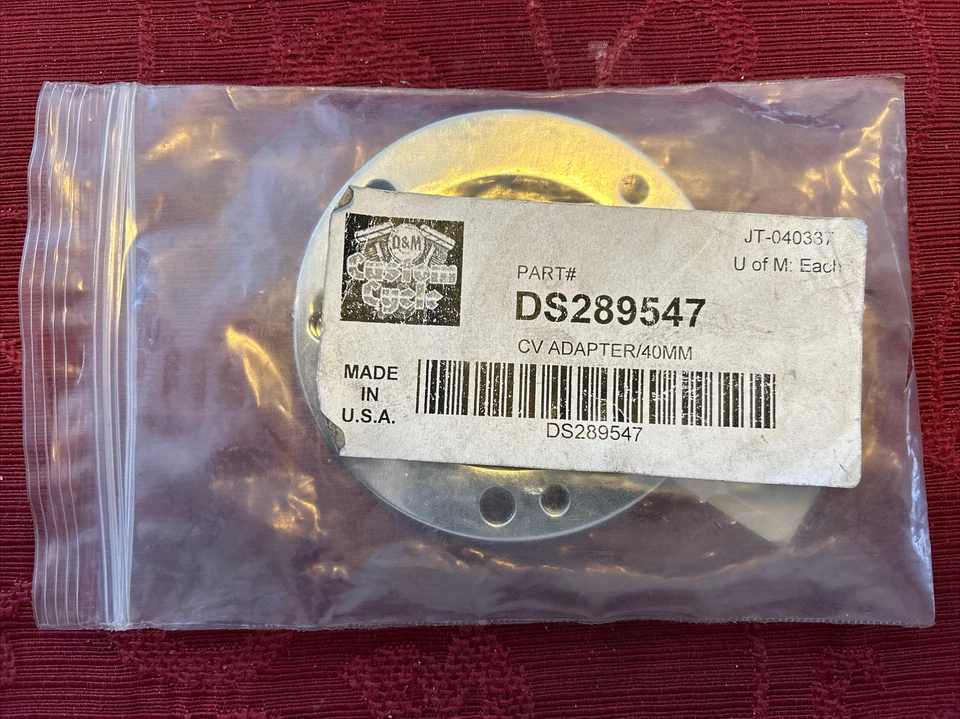 D&M
Custom
Cycle
JT-040337
U of M: Each
PART#
DS289547
CV ADAPTER/40MM
MADE
IN
U.S.A.
DS289547